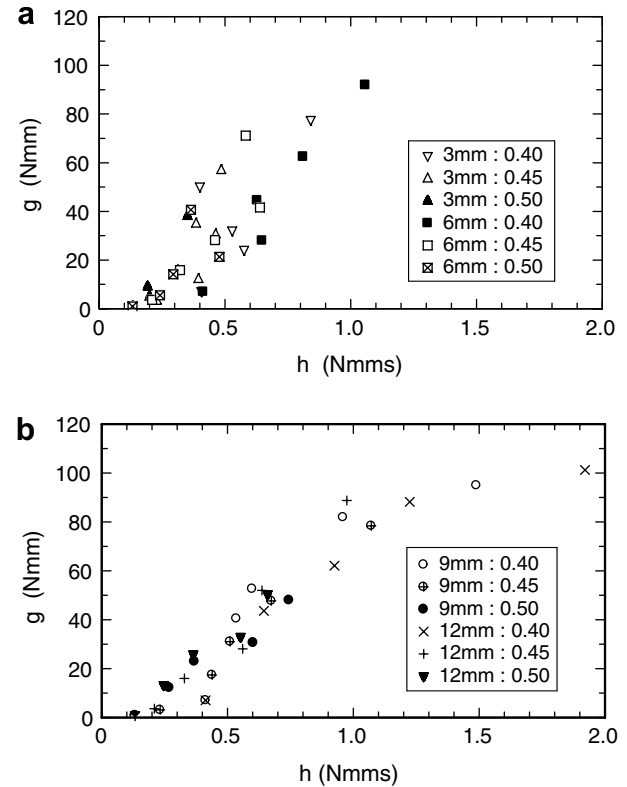 a
120
100
80
60
40
20
0
g (Nmm)
3mm : 0.40
3mm : 0.45
3mm : 0.50
6mm : 0.40
6mm : 0.45
6mm : 0.50
0 0.5 1.0 1.5 2.0
h (Nmms)
b
120
100
80
60
40
20
0
g (Nmm)
9mm : 0.40
9mm : 0.45
9mm : 0.50
12mm : 0.40
12mm : 0.45
12mm : 0.50
0 0.5 1.0 1.5 2.0
h (Nmms)